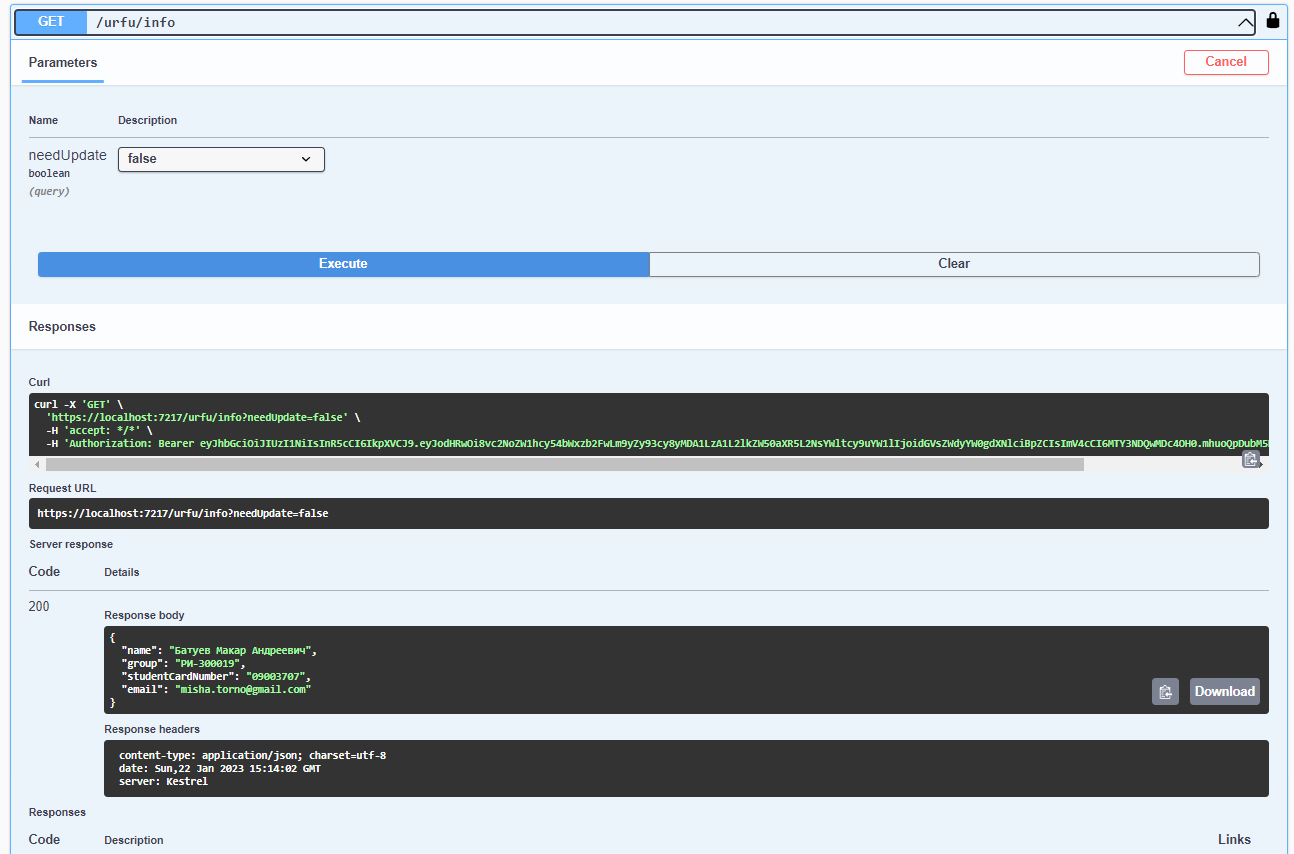 GET /urfu/info
Parameters
Cancel
Name Description
needUpdate
boolean
(query)
false
Execute
Clear
Responses
Curl
curl -X 'GET' \
'https://localhost:7217/urfu/info?needUpdate=false' \
-H 'accept: */*' \
-H 'Authorization: Bearer
Request URL
https://localhost:7217/urfu/info?needUpdate=false
Server response
Code Details
200
Response body
{
"name": "Батуев Макар Андреевич",
"group": "РИ-300019",
"studentCardNumber": "09003707",
"email": "misha.torno@gmail.com"
}
Download
Response headers
content-type: application/json; charset=utf-8
date: Sun,22 Jan 2023 15:14:02 GMT
server: Kestrel
Responses
Code Description Links